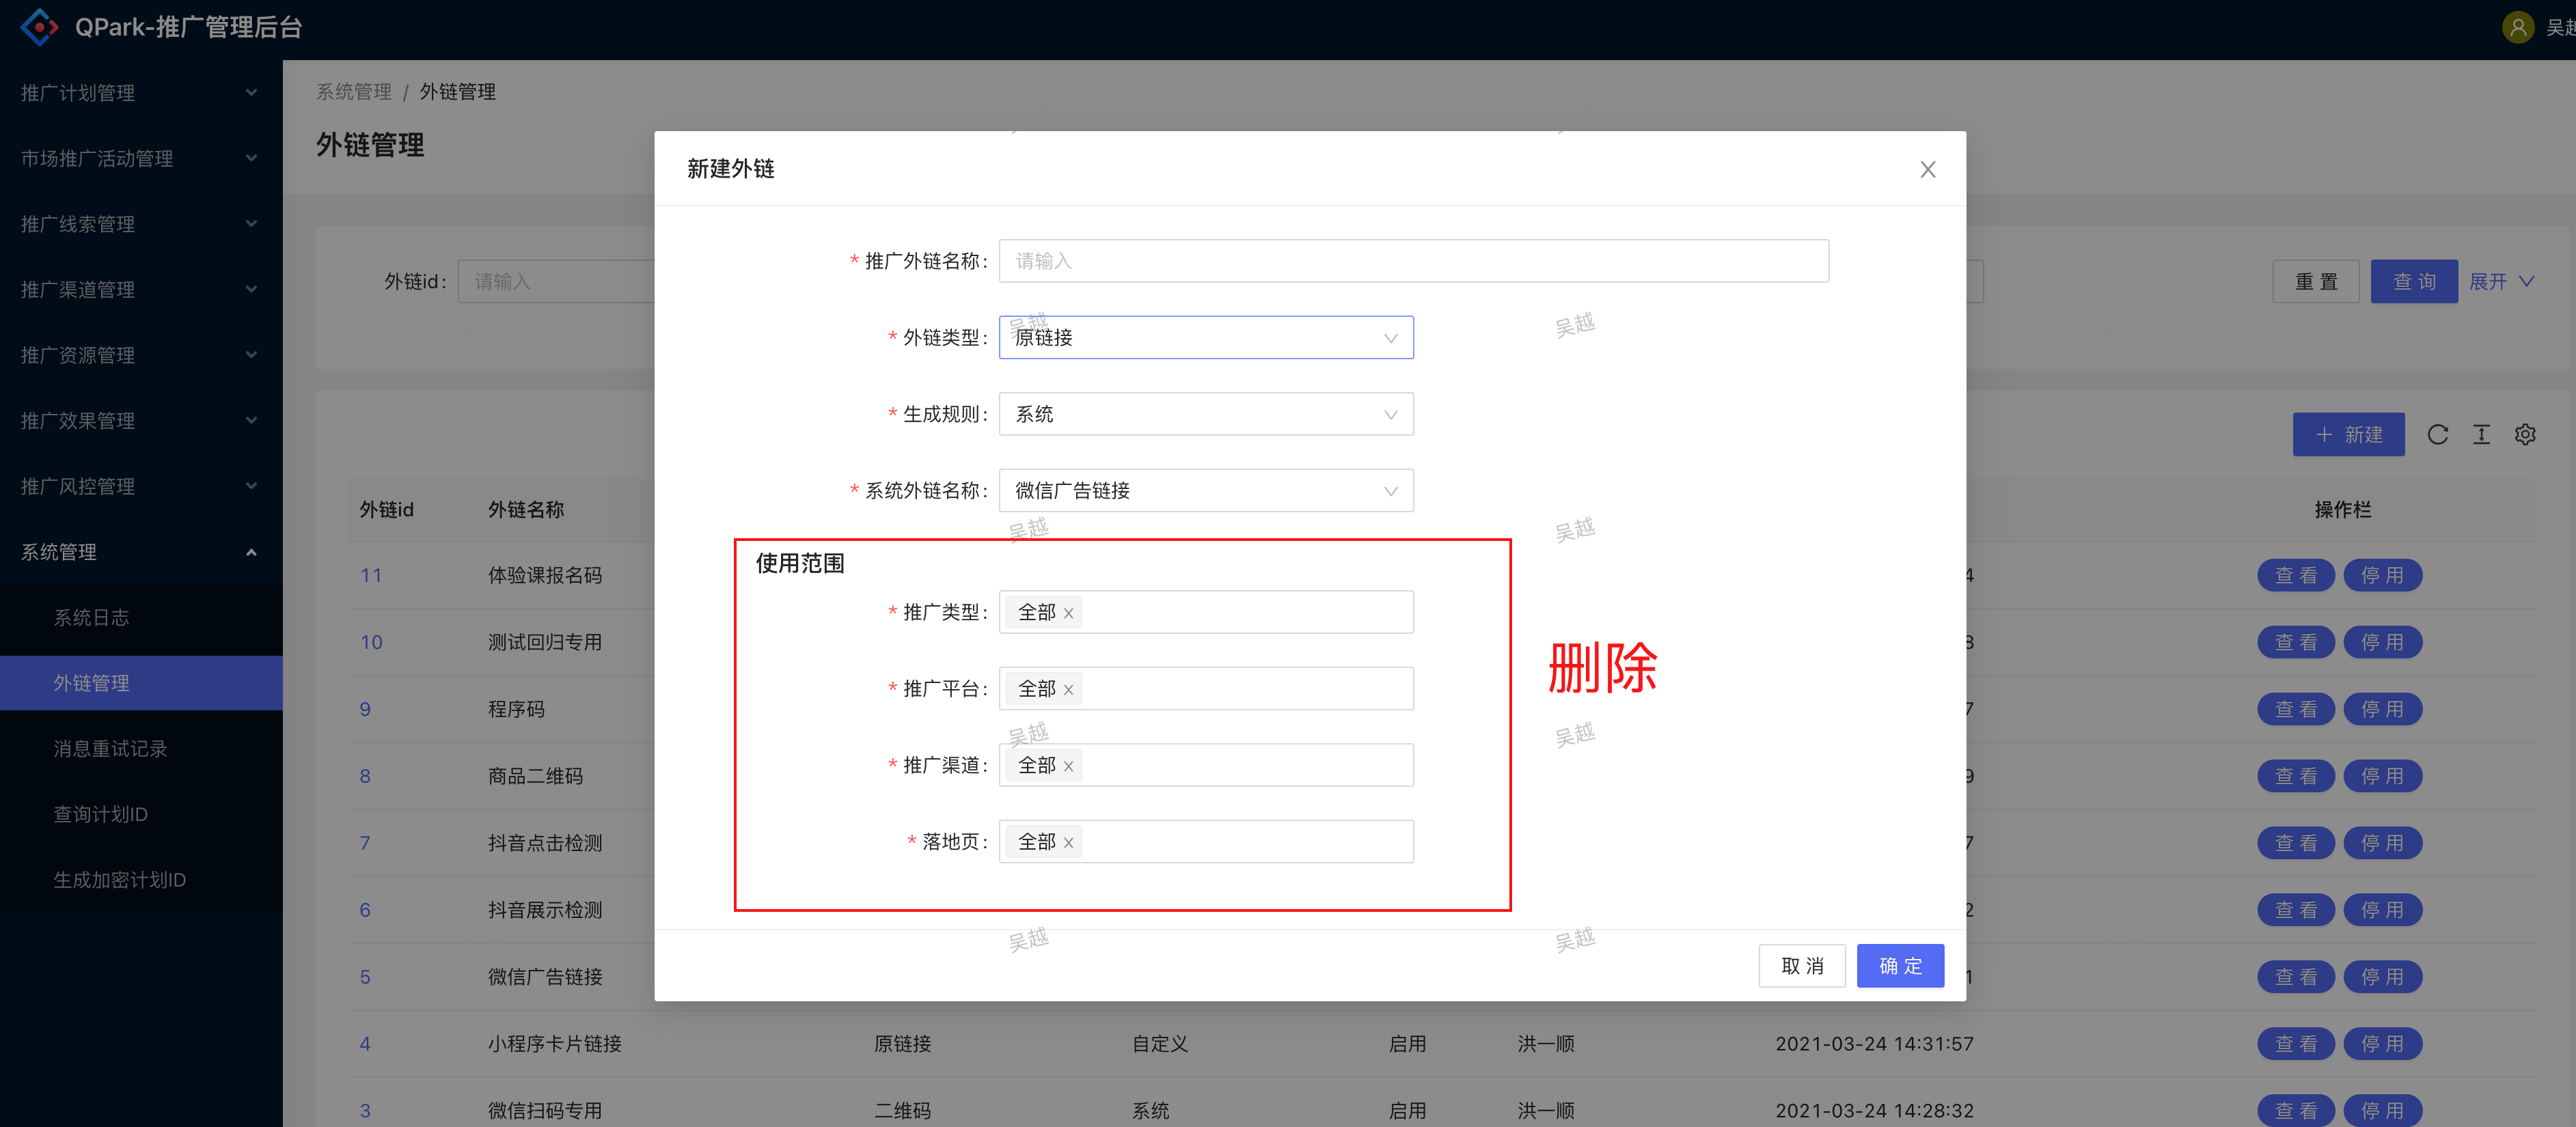 QPark-推广管理后台
吴越
推广计划管理
市场推广活动管理
推广线索管理
推广渠道管理
推广资源管理
推广效果管理
推广风控管理
系统管理
系统日志
外链管理
消息重试记录
查询计划ID
生成加密计划ID
系统管理 / 外链管理
外链管理
外链id: 请输入
重 置 查 询 展开
+ 新建
外链id 外链名称 操作栏
11 体验课报名码 4 查 看 停 用
10 测试回归专用 8 查 看 停 用
9 程序码 7 查 看 停 用
8 商品二维码 9 查 看 停 用
7 抖音点击检测 7 查 看 停 用
6 抖音展示检测 2 查 看 停 用
5 微信广告链接 1 查 看 停 用
4 小程序卡片链接 原链接 自定义 启用 洪一顺 2021-03-24 14:31:57 查 看 停 用
3 微信扫码专用 二维码 系统 启用 洪一顺 2021-03-24 14:28:32 查 看 停 用
新建外链
* 推广外链名称: 请输入
* 外链类型: 原链接
* 生成规则: 系统
* 系统外链名称: 微信广告链接
使用范围
* 推广类型: 全部
* 推广平台: 全部
* 推广渠道: 全部
* 落地页: 全部
删除
取 消 确 定
吴越
吴越
吴越
吴越
吴越
吴越
吴越
吴越